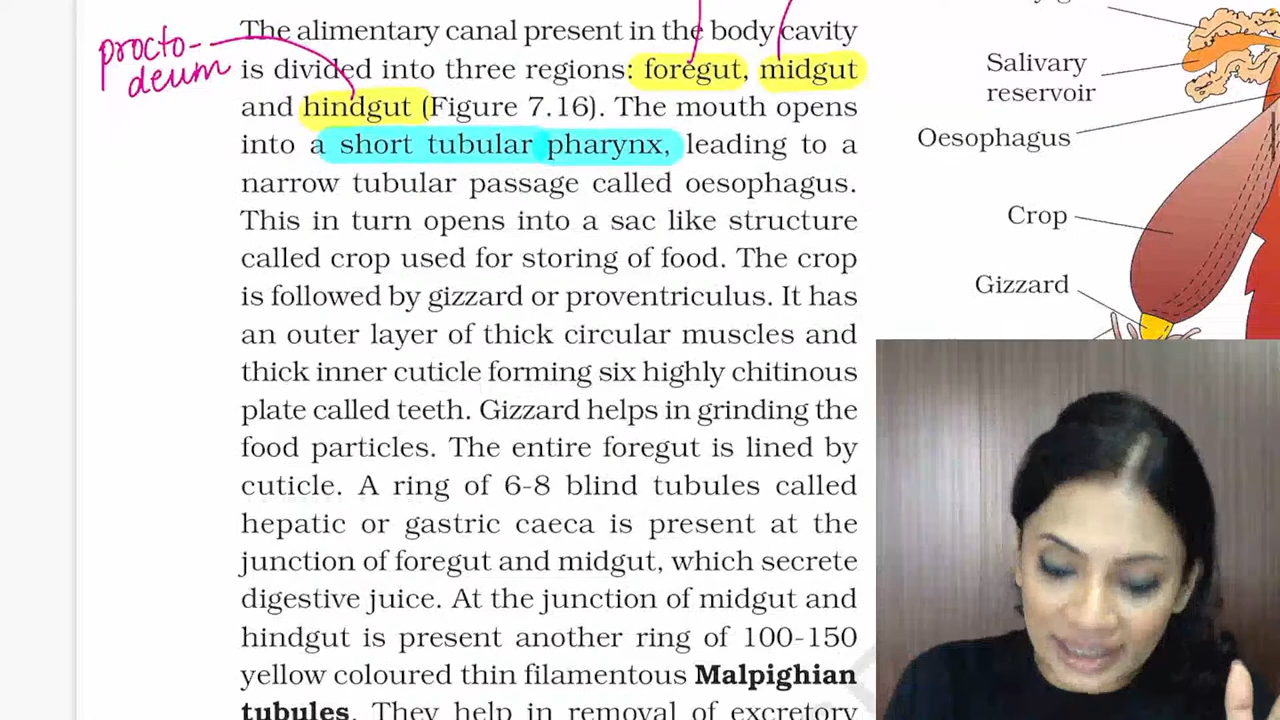 The alimentary canal present in the body cavity
is divided into three regions: foregut, midgut
and hindgut (Figure 7.16). The mouth opens
into a short tubular pharynx, leading to a
narrow tubular passage called oesophagus.
This in turn opens into a sac like structure
called crop used for storing of food. The crop
is followed by gizzard or proventriculus. It has
an outer layer of thick circular muscles and
thick inner cuticle forming six highly chitinous
plate called teeth. Gizzard helps in grinding the
food particles. The entire foregut is lined by
cuticle. A ring of 6-8 blind tubules called
hepatic or gastric caeca is present at the
junction of foregut and midgut, which secrete
digestive juice. At the junction of midgut and
hindgut is present another ring of 100-150
yellow coloured thin filamentous Malpighian
tubules. They help in removal of excretory
procto-
deum
Salivary
reservoir
Oesophagus
Crop
Gizzard